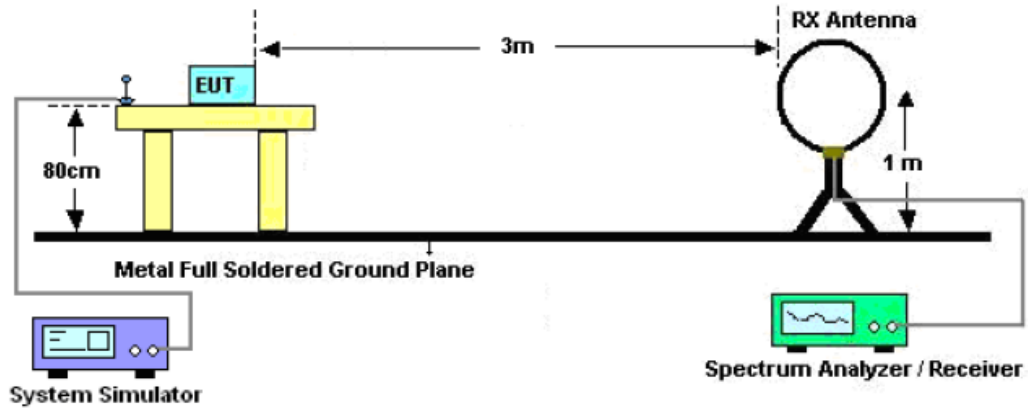 RX Antenna
3m
EUT
80cm
1 m
Metal Full Soldered Ground Plane
System Simulator
Spectrum Analyzer / Receiver